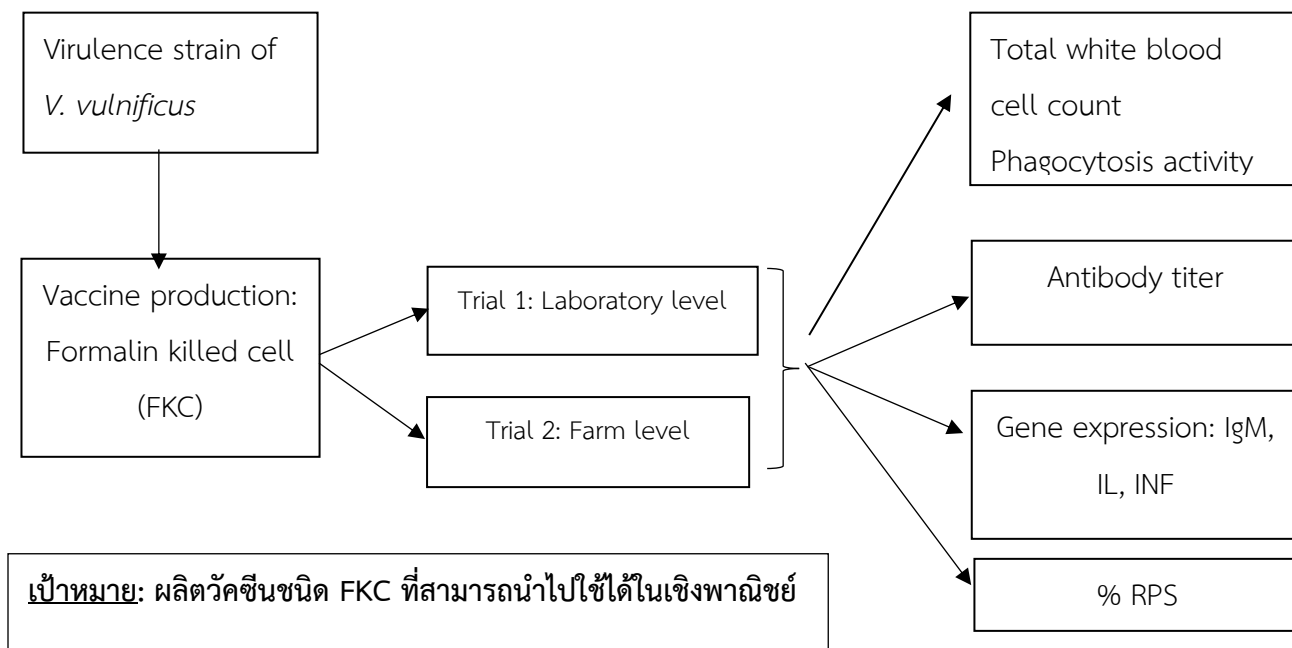 Virulence strain of
V. vulnificus
Vaccine production:
Formalin killed cell
(FKC)
Trial 1: Laboratory level
Trial 2: Farm level
Total white blood
cell count
Phagocytosis activity
Antibody titer
Gene expression: IgM,
IL, INF
% RPS
เป้าหมาย: ผลิตวัคซีนชนิด FKC ที่สามารถนำไปใช้ได้ในเชิงพาณิชย์